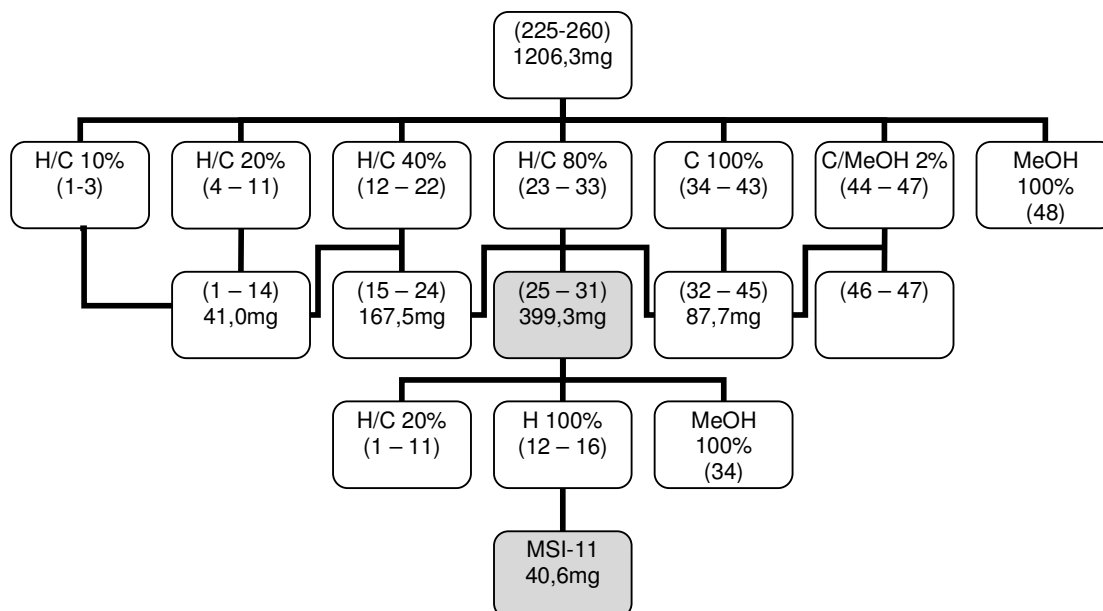 (225-260)
1206,3mg
H/C 10%
(1-3)
H/C 20%
(4 – 11)
H/C 40%
(12 – 22)
H/C 80%
(23 – 33)
C 100%
(34 – 43)
C/MeOH 2%
(44 – 47)
MeOH
100%
(48)
(1 – 14)
41,0mg
(15 – 24)
167,5mg
(25 – 31)
399,3mg
(32 – 45)
87,7mg
(46 – 47)
H/C 20%
(1 – 11)
H 100%
(12 – 16)
MeOH
100%
(34)
MSI-11
40,6mg